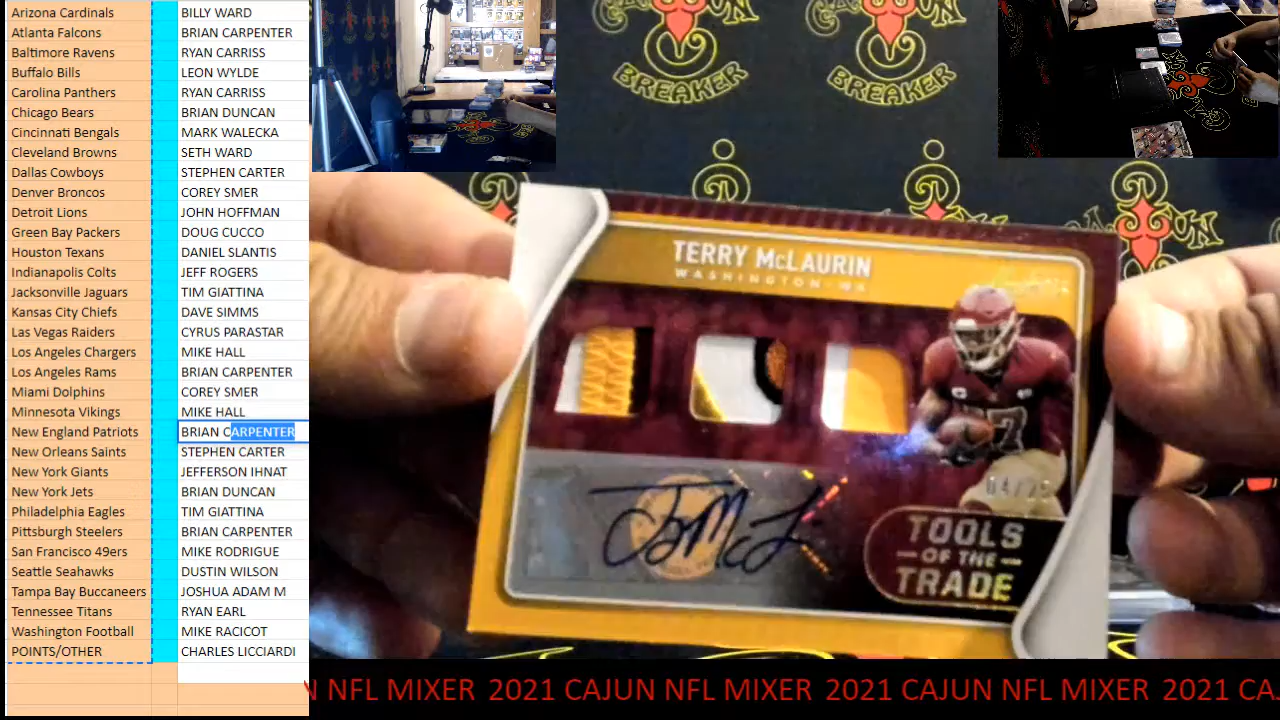 Arizona Cardinals BILLY WARD
Atlanta Falcons BRIAN CARPENTER
Baltimore Ravens RYAN CARRISS
Buffalo Bills LEON WYLDE
Carolina Panthers RYAN CARRISS
Chicago Bears BRIAN DUNCAN
Cincinnati Bengals MARK WALECKA
Cleveland Browns SETH WARD
Dallas Cowboys STEPHEN CARTER
Denver Broncos COREY SMER
Detroit Lions JOHN HOFFMAN
Green Bay Packers DOUG CUCCO
Houston Texans DANIEL SLANTIS
Indianapolis Colts JEFF ROGERS
Jacksonville Jaguars TIM GIATTINA
Kansas City Chiefs DAVE SIMMS
Las Vegas Raiders CYRUS PARASTAR
Los Angeles Chargers MIKE HALL
Los Angeles Rams BRIAN CARPENTER
Miami Dolphins COREY SMER
Minnesota Vikings MIKE HALL
New England Patriots BRIAN CARPENTER
New Orleans Saints STEPHEN CARTER
New York Giants JEFFERSON IHNAT
New York Jets BRIAN DUNCAN
Philadelphia Eagles TIM GIATTINA
Pittsburgh Steelers BRIAN CARPENTER
San Francisco 49ers MIKE RODRIGUE
Seattle Seahawks DUSTIN WILSON
Tampa Bay Buccaneers JOSHUA ADAM M
Tennessee Titans RYAN EARL
Washington Football MIKE RACICOT
POINTS/OTHER CHARLES LICCIARDI
BREAKER
BREAKER
TERRY McLAURIN
WASHINGTON
04/25
TOOLS
OF THE
TRADE
N NFL MIXER 2021 CAJUN NFL MIXER 2021 CAJUN NFL MIXER 2021 CA